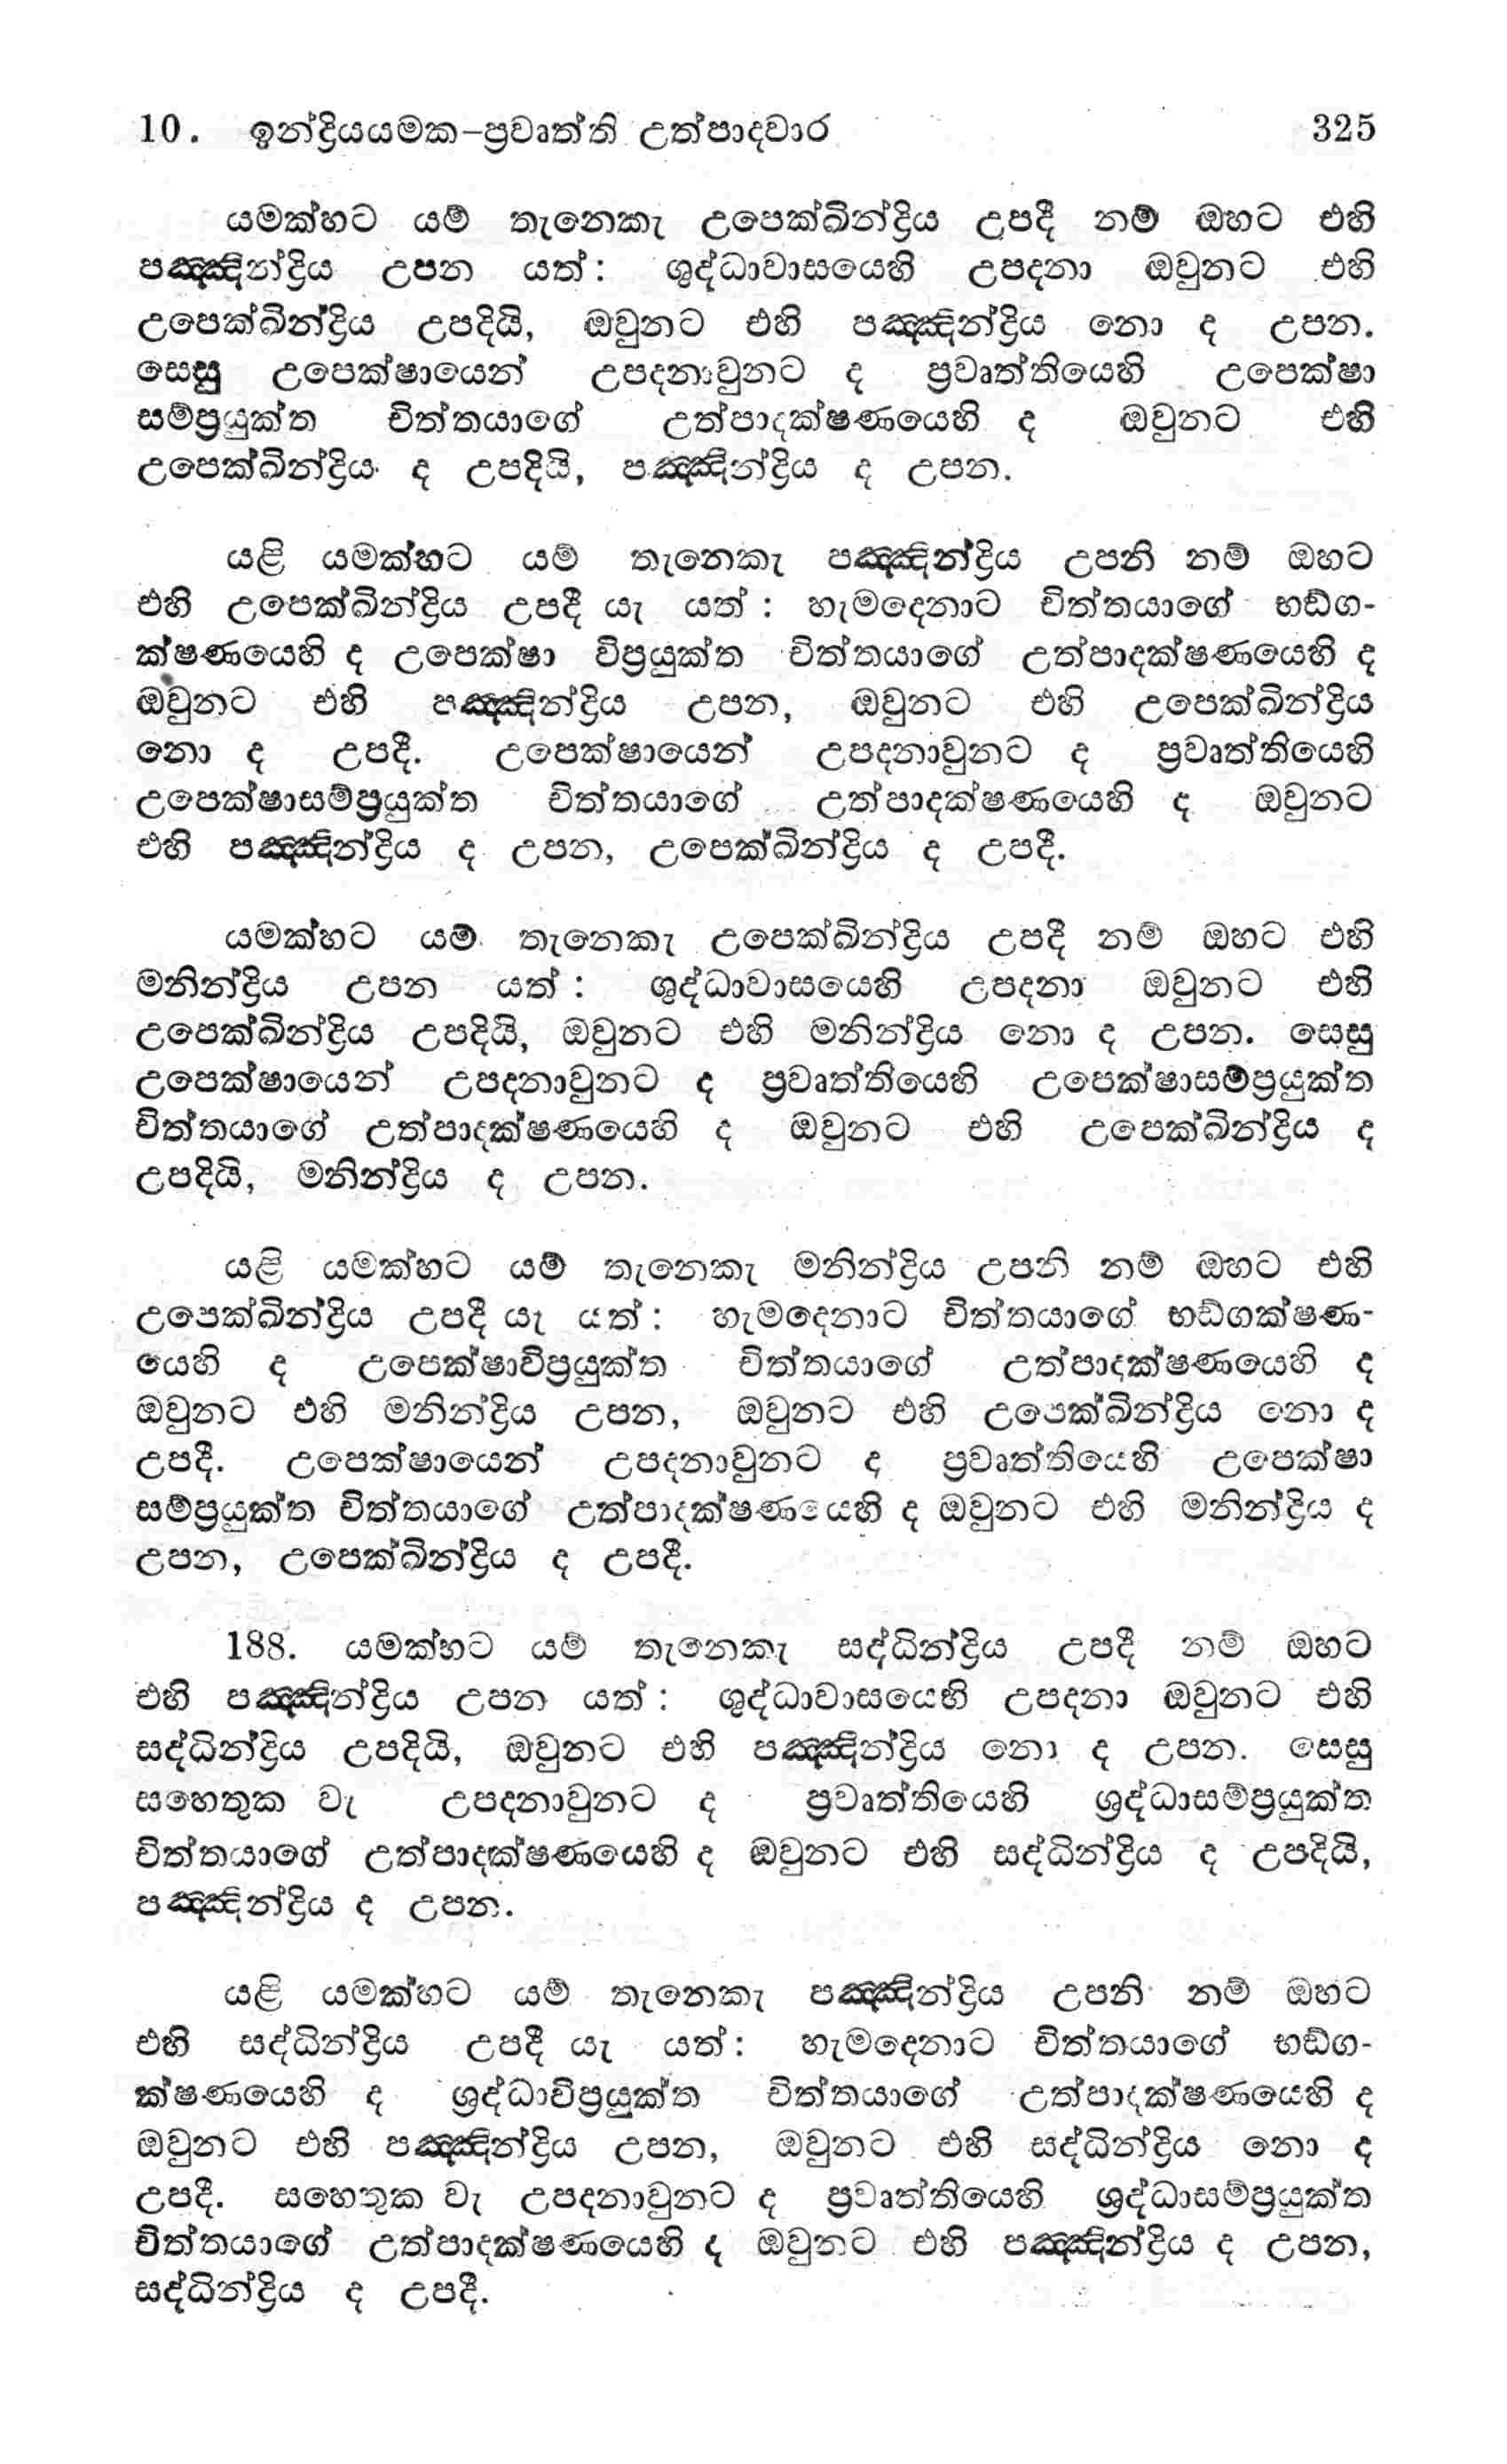 10. ඉන්ද්‍රියයමක-ප්‍රවෘත්ති උත්පාදවාර 325
යමක්හට යම් තැනෙකැ උපෙක්ඛින්ද්‍රිය උපදී නම් ඔහට එහි
පඤ්ඤින්ද්‍රිය උපන යත්: ශුද්ධාවාසයෙහි උපදනා ඔවුනට එහි
උපෙක්ඛින්ද්‍රිය උපදියි, ඔවුනට එහි පඤ්ඤින්ද්‍රිය නො ද උපන.
සෙසු උපෙක්ෂායෙන් උපදනාවුනට ද ප්‍රවෘත්තියෙහි උපෙක්ෂා
සම්ප්‍රයුක්ත චිත්තයාගේ උත්පාදක්ෂණයෙහි ද ඔවුනට එහි
උපෙක්ඛින්ද්‍රිය ද උපදියි, පඤ්ඤින්ද්‍රිය ද උපන.
යළි යමක්හට යම් තැනෙකැ පඤ්ඤින්ද්‍රිය උපනි නම් ඔහට
එහි උපෙක්ඛින්ද්‍රිය උපදී යැ යත් : හැමදෙනාට චිත්තයාගේ භඞ්ග-
ක්ෂණයෙහි ද උපෙක්ෂා විප්‍රයුක්ත චිත්තයාගේ උත්පාදක්ෂණයෙහි ද
ඔවුනට එහි පඤ්ඤින්ද්‍රිය උපන, ඔවුනට එහි උපෙක්ඛින්ද්‍රිය
නො ද උපදී. උපෙක්ෂායෙන් උපදනාවුනට ද ප්‍රවෘත්තියෙහි
උපෙක්ෂාසම්ප්‍රයුක්ත චිත්තයාගේ උත්පාදක්ෂණයෙහි ද ඔවුනට
එහි පඤ්ඤින්ද්‍රිය ද උපන, උපෙක්ඛින්ද්‍රිය ද උපදී.
යමක්හට යම් තැනෙකැ උපෙක්ඛින්ද්‍රිය උපදී නම් ඔහට එහි
මනින්ද්‍රිය උපන යත් : ශුද්ධාවාසයෙහි උපදනා ඔවුනට එහි
උපෙක්ඛින්ද්‍රිය උපදියි, ඔවුනට එහි මනින්ද්‍රිය නො ද උපන. සෙසු
උපෙක්ෂායෙන් උපදනාවුනට ද ප්‍රවෘත්තියෙහි උපෙක්ෂාසම්ප්‍රයුක්ත
චිත්තයාගේ උත්පාදක්ෂණයෙහි ද ඔවුනට එහි උපෙක්ඛින්ද්‍රිය ද
උපදියි, මනින්ද්‍රිය ද උපන.
යළි යමක්හට යම් තැනෙකැ මනින්ද්‍රිය උපනි නම් ඔහට එහි
උපෙක්ඛින්ද්‍රිය උපදී යැ යත් : හැමදෙනාට චිත්තයාගේ භඞ්ගක්ෂණ-
යෙහි ද උපෙක්ෂාවිප්‍රයුක්ත චිත්තයාගේ උත්පාදක්ෂණයෙහි ද
ඔවුනට එහි මනින්ද්‍රිය උපන, ඔවුනට එහි උපෙක්ඛින්ද්‍රිය නො ද
උපදී. උපෙක්ෂායෙන් උපදනාවුනට ද ප්‍රවෘත්තියෙහි උපෙක්ෂා
සම්ප්‍රයුක්ත චිත්තයාගේ උත්පාදක්ෂණයෙහි ද ඔවුනට එහි මනින්ද්‍රිය ද
උපන, උපෙක්ඛින්ද්‍රිය ද උපදී.
188. යමක්හට යම් තැනෙකැ සද්ධින්ද්‍රිය උපදී නම් ඔහට
එහි පඤ්ඤින්ද්‍රිය උපන යත් : ශුද්ධාවාසයෙහි උපදනා ඔවුනට එහි
සද්ධින්ද්‍රිය උපදියි, ඔවුනට එහි පඤ්ඤින්ද්‍රිය නො ද උපන. සෙසු
සහෙතුක වැ උපදනාවුනට ද ප්‍රවෘත්තියෙහි ශ්‍රද්ධාසම්ප්‍රයුක්ත
චිත්තයාගේ උත්පාදක්ෂණයෙහි ද ඔවුනට එහි සද්ධින්ද්‍රිය ද උපදියි,
පඤ්ඤින්ද්‍රිය ද උපන.
යළි යමක්හට යම් තැනෙකැ පඤ්ඤින්ද්‍රිය උපනි නම් ඔහට
එහි සද්ධින්ද්‍රිය උපදී යැ යත් : හැමදෙනාට චිත්තයාගේ භඞ්ග-
ක්ෂණයෙහි ද ශ්‍රද්ධාවිප්‍රයුක්ත චිත්තයාගේ උත්පාදක්ෂණයෙහි ද
ඔවුනට එහි පඤ්ඤින්ද්‍රිය උපන, ඔවුනට එහි සද්ධින්ද්‍රිය නො ද
උපදී. සහෙතුක වැ උපදනාවුනට ද ප්‍රවෘත්තියෙහි ශ්‍රද්ධාසම්ප්‍රයුක්ත
චිත්තයාගේ උත්පාදක්ෂණයෙහි ද ඔවුනට එහි පඤ්ඤින්ද්‍රිය ද උපන,
සද්ධින්ද්‍රිය ද උපදී.